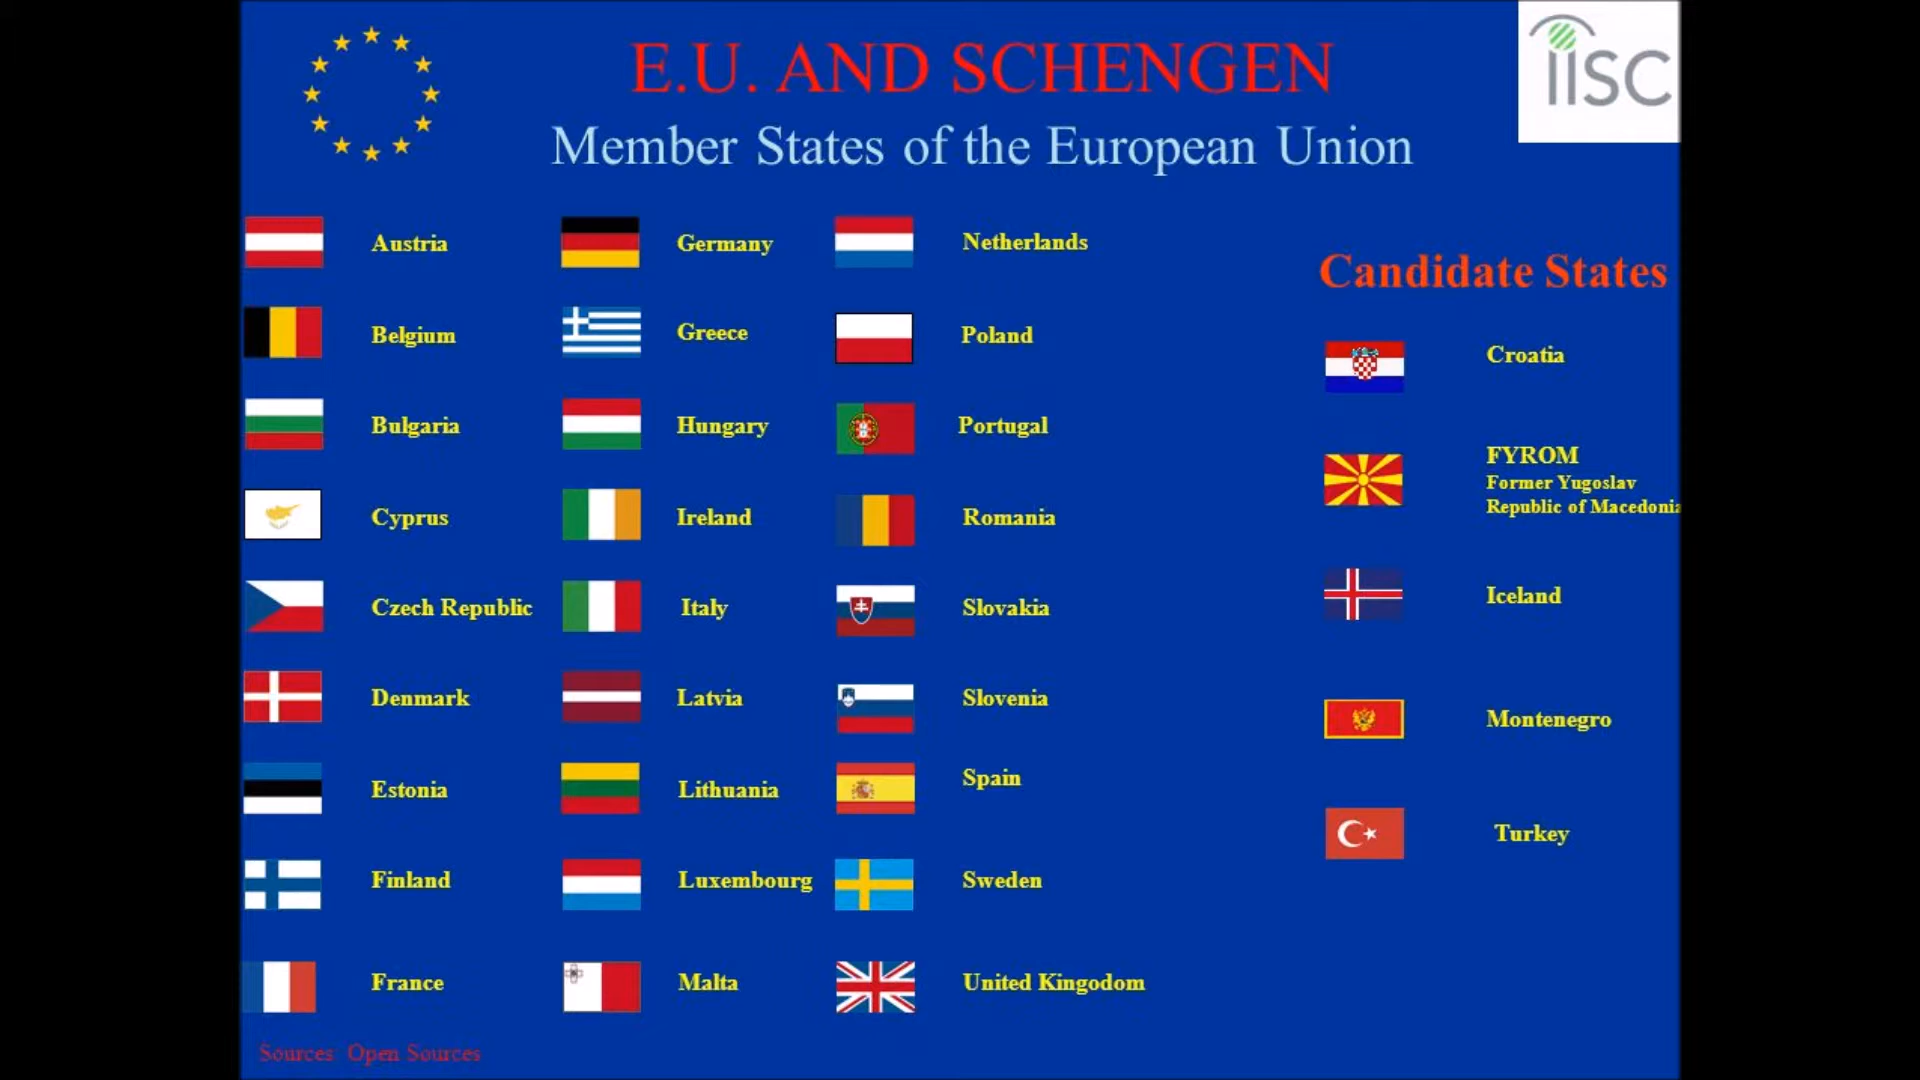 E.U. AND SCHENGEN
Member States of the European Union
iisc
Austria
Belgium
Bulgaria
Cyprus
Czech Republic
Denmark
Estonia
Finland
France
Germany
Greece
Hungary
Ireland
Italy
Latvia
Lithuania
Luxembourg
Malta
Netherlands
Poland
Portugal
Romania
Slovakia
Slovenia
Spain
Sweden
United Kingodom
Candidate States
Croatia
FYROM
Former Yugoslav
Republic of Macedonia
Iceland
Montenegro
Turkey
Sources: Open Sources